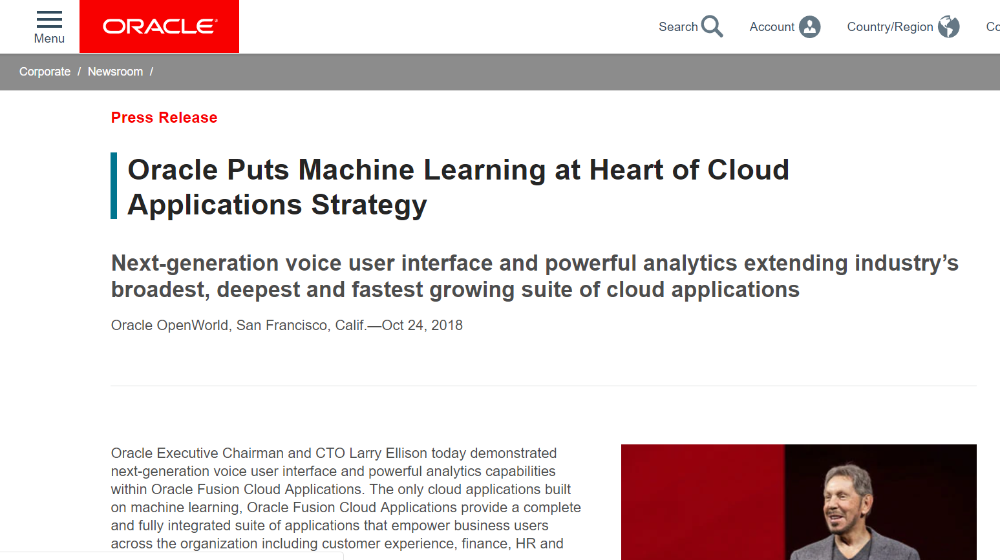 Menu
ORACLE
Search
Account
Country/Region
Co
Corporate / Newsroom /
Press Release
Oracle Puts Machine Learning at Heart of Cloud
Applications Strategy
Next-generation voice user interface and powerful analytics extending industry’s
broadest, deepest and fastest growing suite of cloud applications
Oracle OpenWorld, San Francisco, Calif.—Oct 24, 2018
Oracle Executive Chairman and CTO Larry Ellison today demonstrated
next-generation voice user interface and powerful analytics capabilities
within Oracle Fusion Cloud Applications. The only cloud applications built
on machine learning, Oracle Fusion Cloud Applications provide a complete
and fully integrated suite of applications that empower business users
across the organization including customer experience, finance, HR and